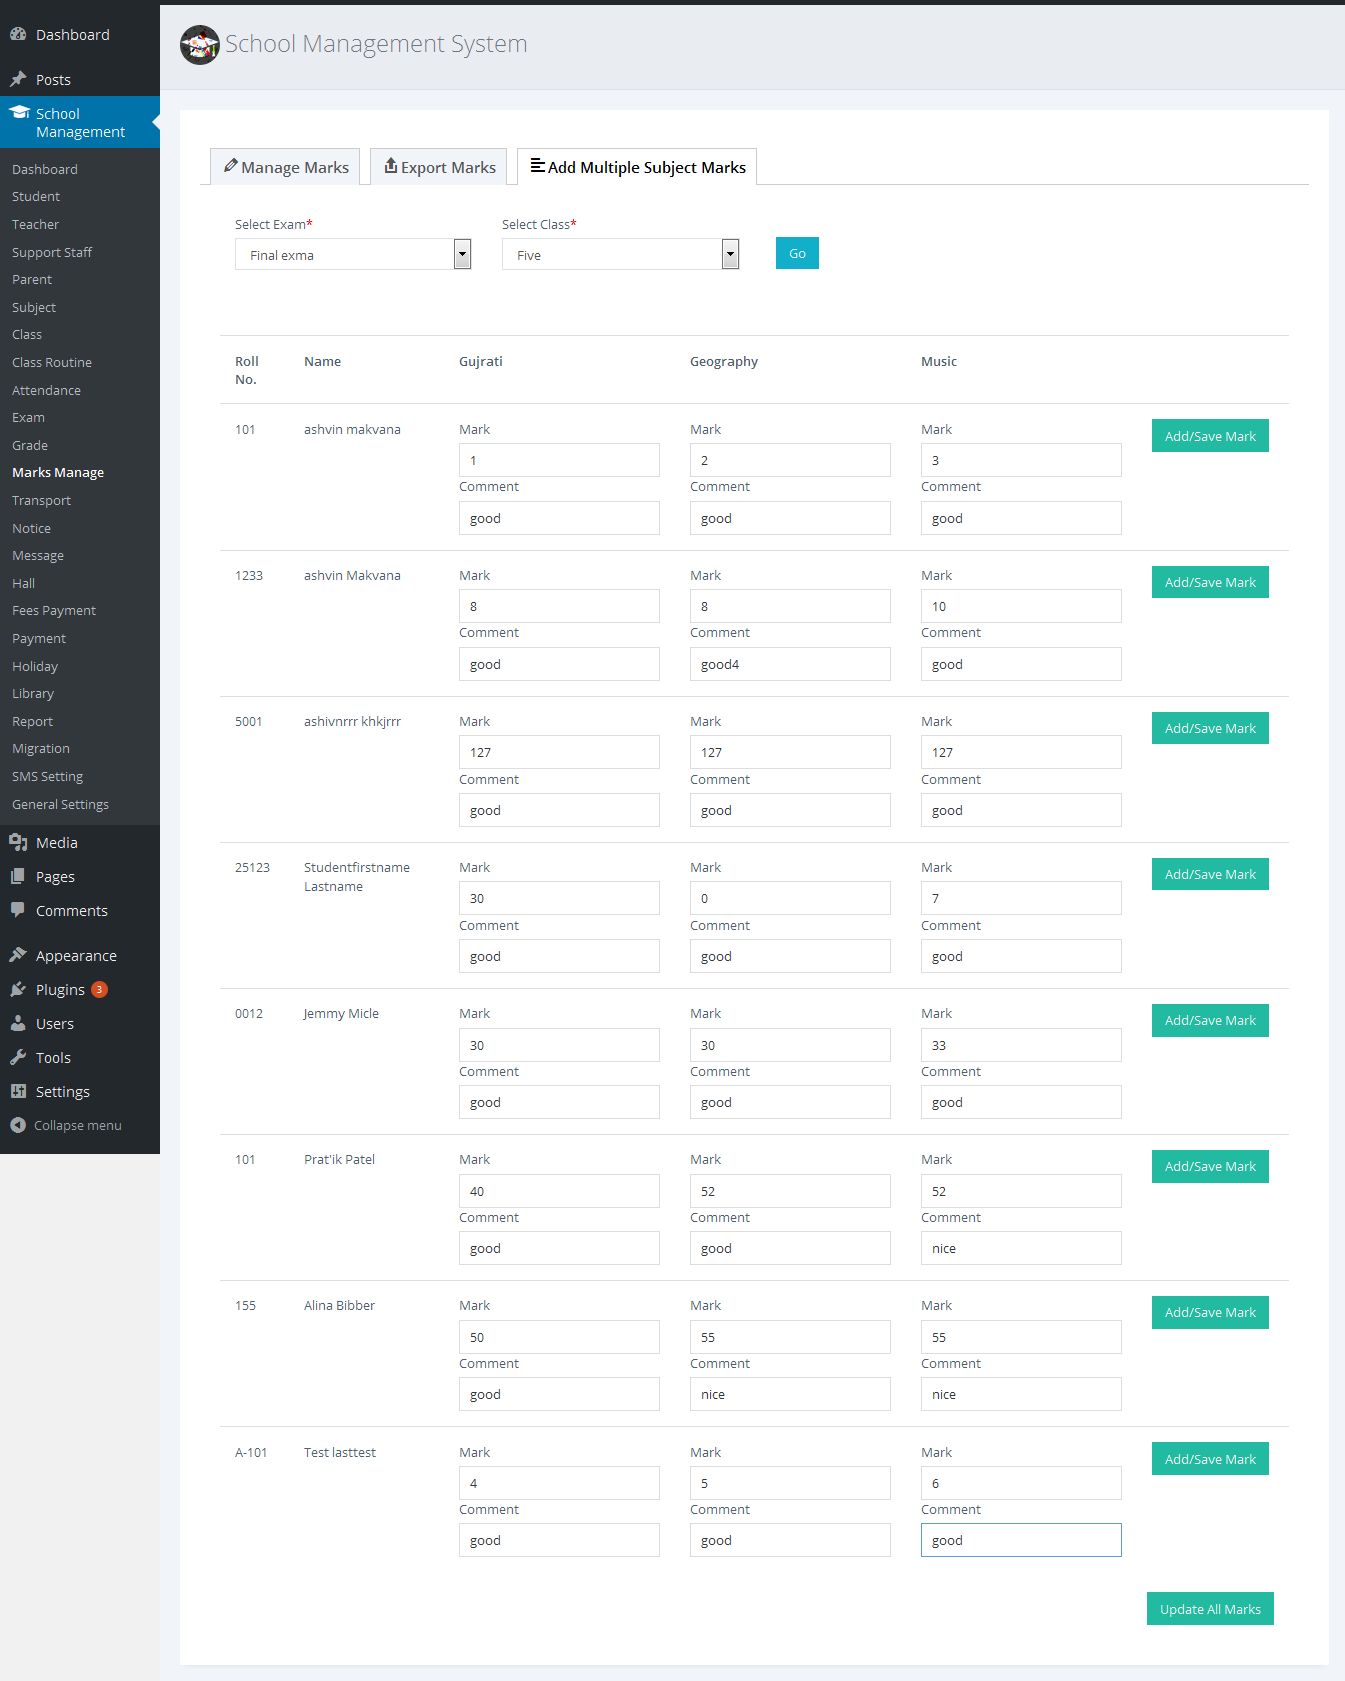 Dashboard
Posts
School
Management
Dashboard
Student
Teacher
Support Staff
Parent
Subject
Class
Class Routine
Attendance
Exam
Grade
Marks Manage
Transport
Notice
Message
Hall
Fees Payment
Payment
Holiday
Library
Report
Migration
SMS Setting
General Settings
Media
Pages
Comments
Appearance
Plugins 3
Users
Tools
Settings
Collapse menu
School Management System
Manage Marks Export Marks Add Multiple Subject Marks
Select Exam* Select Class*
Final exma Five Go
Roll
No. Name Gujrati Geography Music
101 ashvin makvana Mark Mark Mark Add/Save Mark
1 2 3
Comment Comment Comment
good good good
1233 ashvin Makvana Mark Mark Mark Add/Save Mark
8 8 10
Comment Comment Comment
good good4 good
5001 ashivnrrr khkjrrr Mark Mark Mark Add/Save Mark
127 127 127
Comment Comment Comment
good good good
25123 Studentfirstname Mark Mark Mark Add/Save Mark
Lastname
30 0 7
Comment Comment Comment
good good good
0012 Jemmy Micle Mark Mark Mark Add/Save Mark
30 30 33
Comment Comment Comment
good good good
101 Prat'ik Patel Mark Mark Mark Add/Save Mark
40 52 52
Comment Comment Comment
good good nice
155 Alina Bibber Mark Mark Mark Add/Save Mark
50 55 55
Comment Comment Comment
good nice nice
A-101 Test lasttest Mark Mark Mark Add/Save Mark
4 5 6
Comment Comment Comment
good good good
Update All Marks